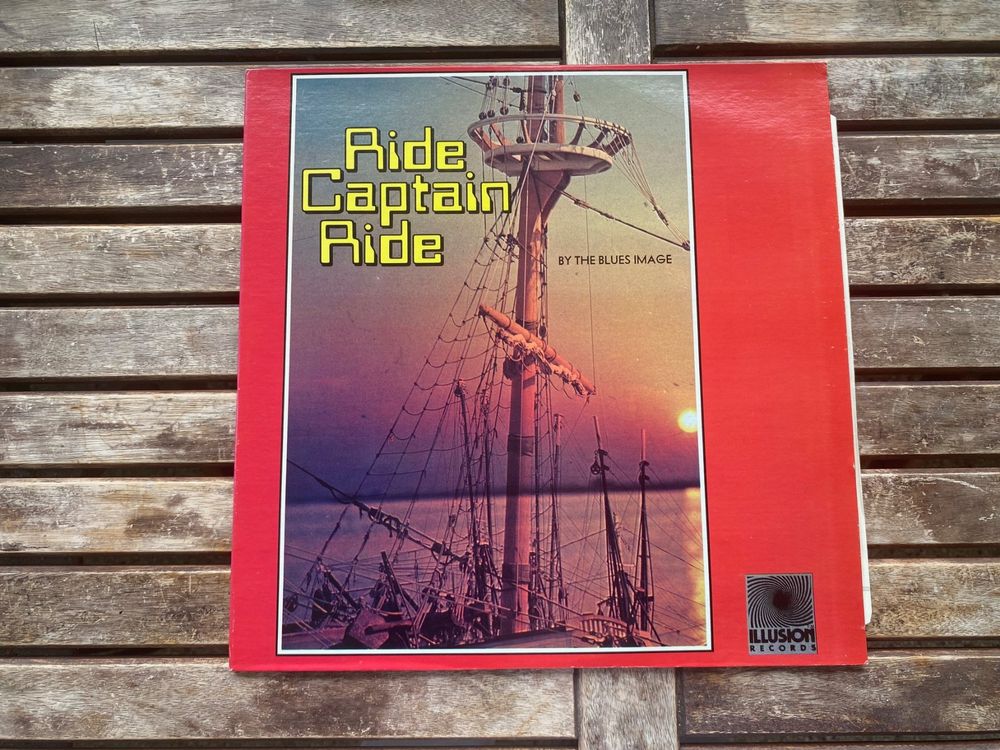 Ride
Captain
Ride
BY THE BLUES IMAGE
ILLUSION
RECORDS